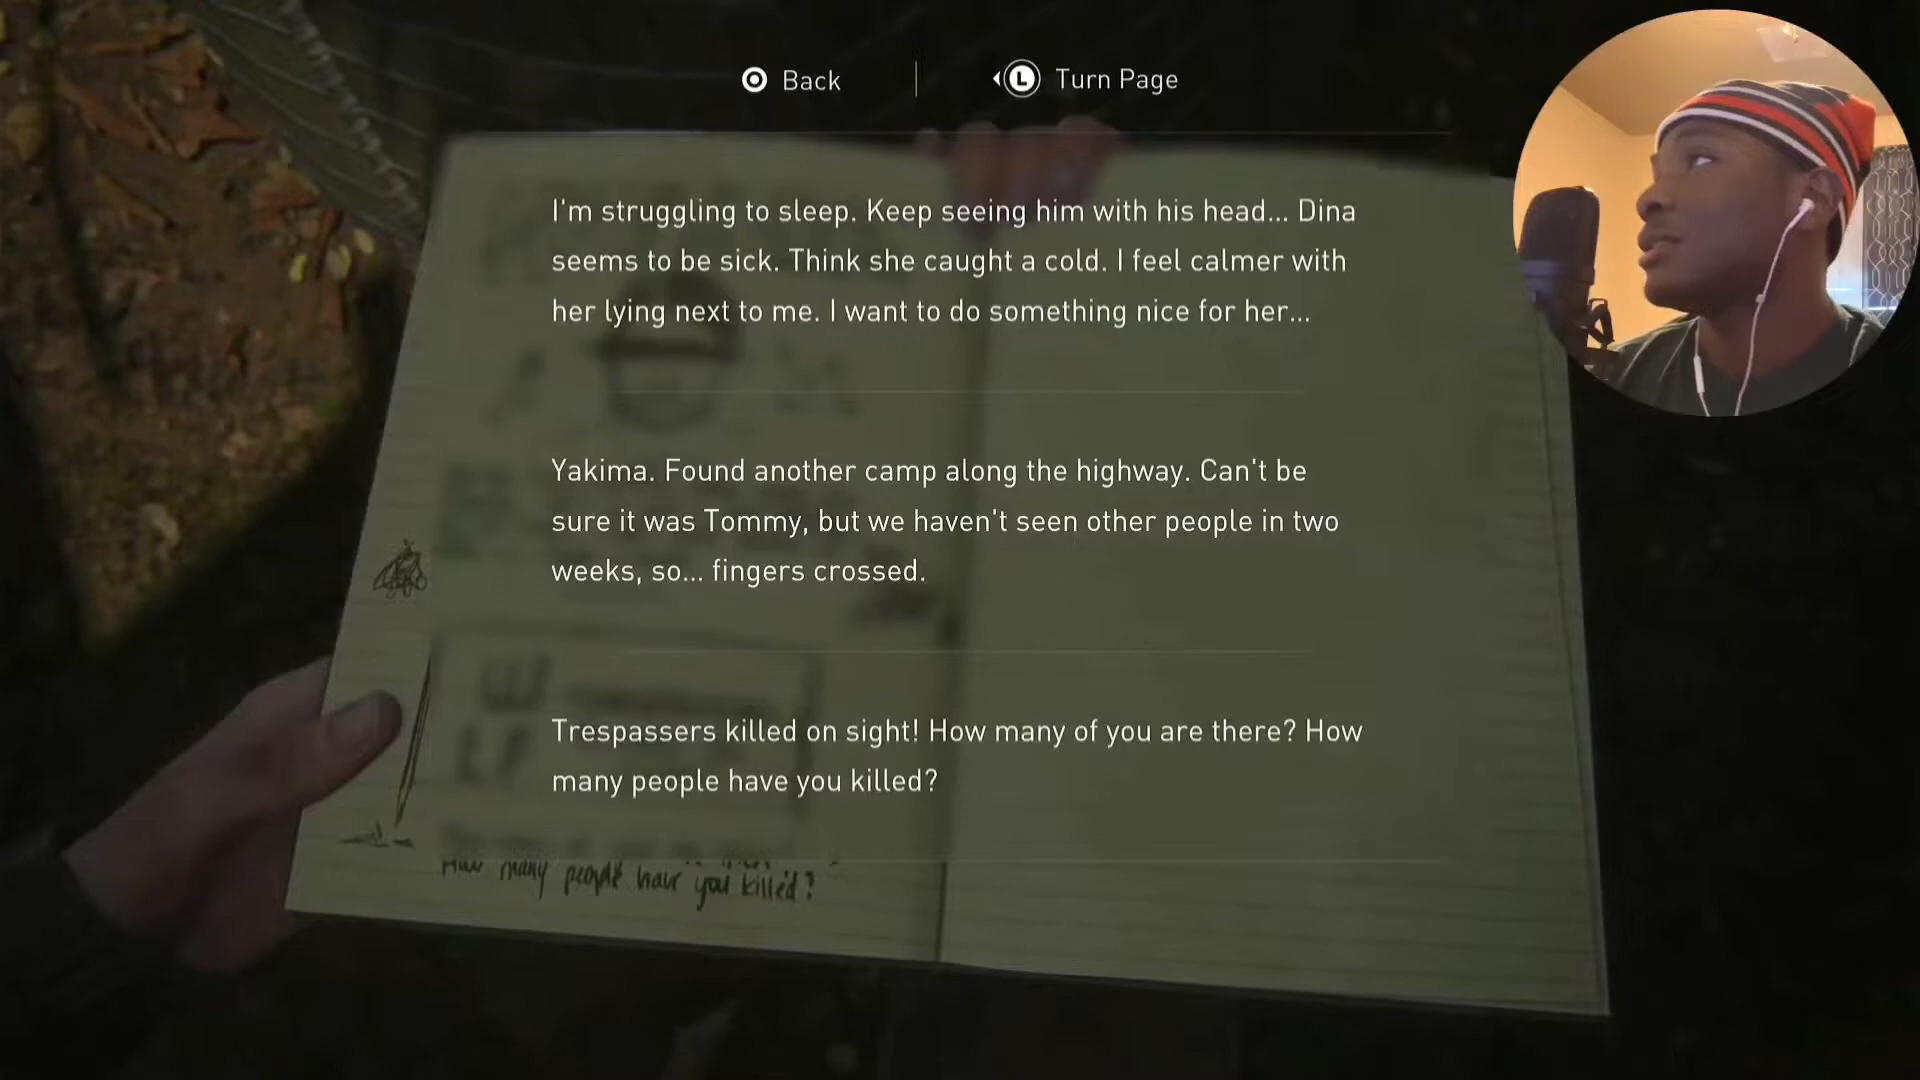 Back
L Turn Page
I'm struggling to sleep. Keep seeing him with his head... Dina
seems to be sick. Think she caught a cold. I feel calmer with
her lying next to me. I want to do something nice for her...
Yakima. Found another camp along the highway. Can't be
sure it was Tommy, but we haven't seen other people in two
weeks, so... fingers crossed.
Trespassers killed on sight! How many of you are there? How
many people have you killed?
How many people have you killed?